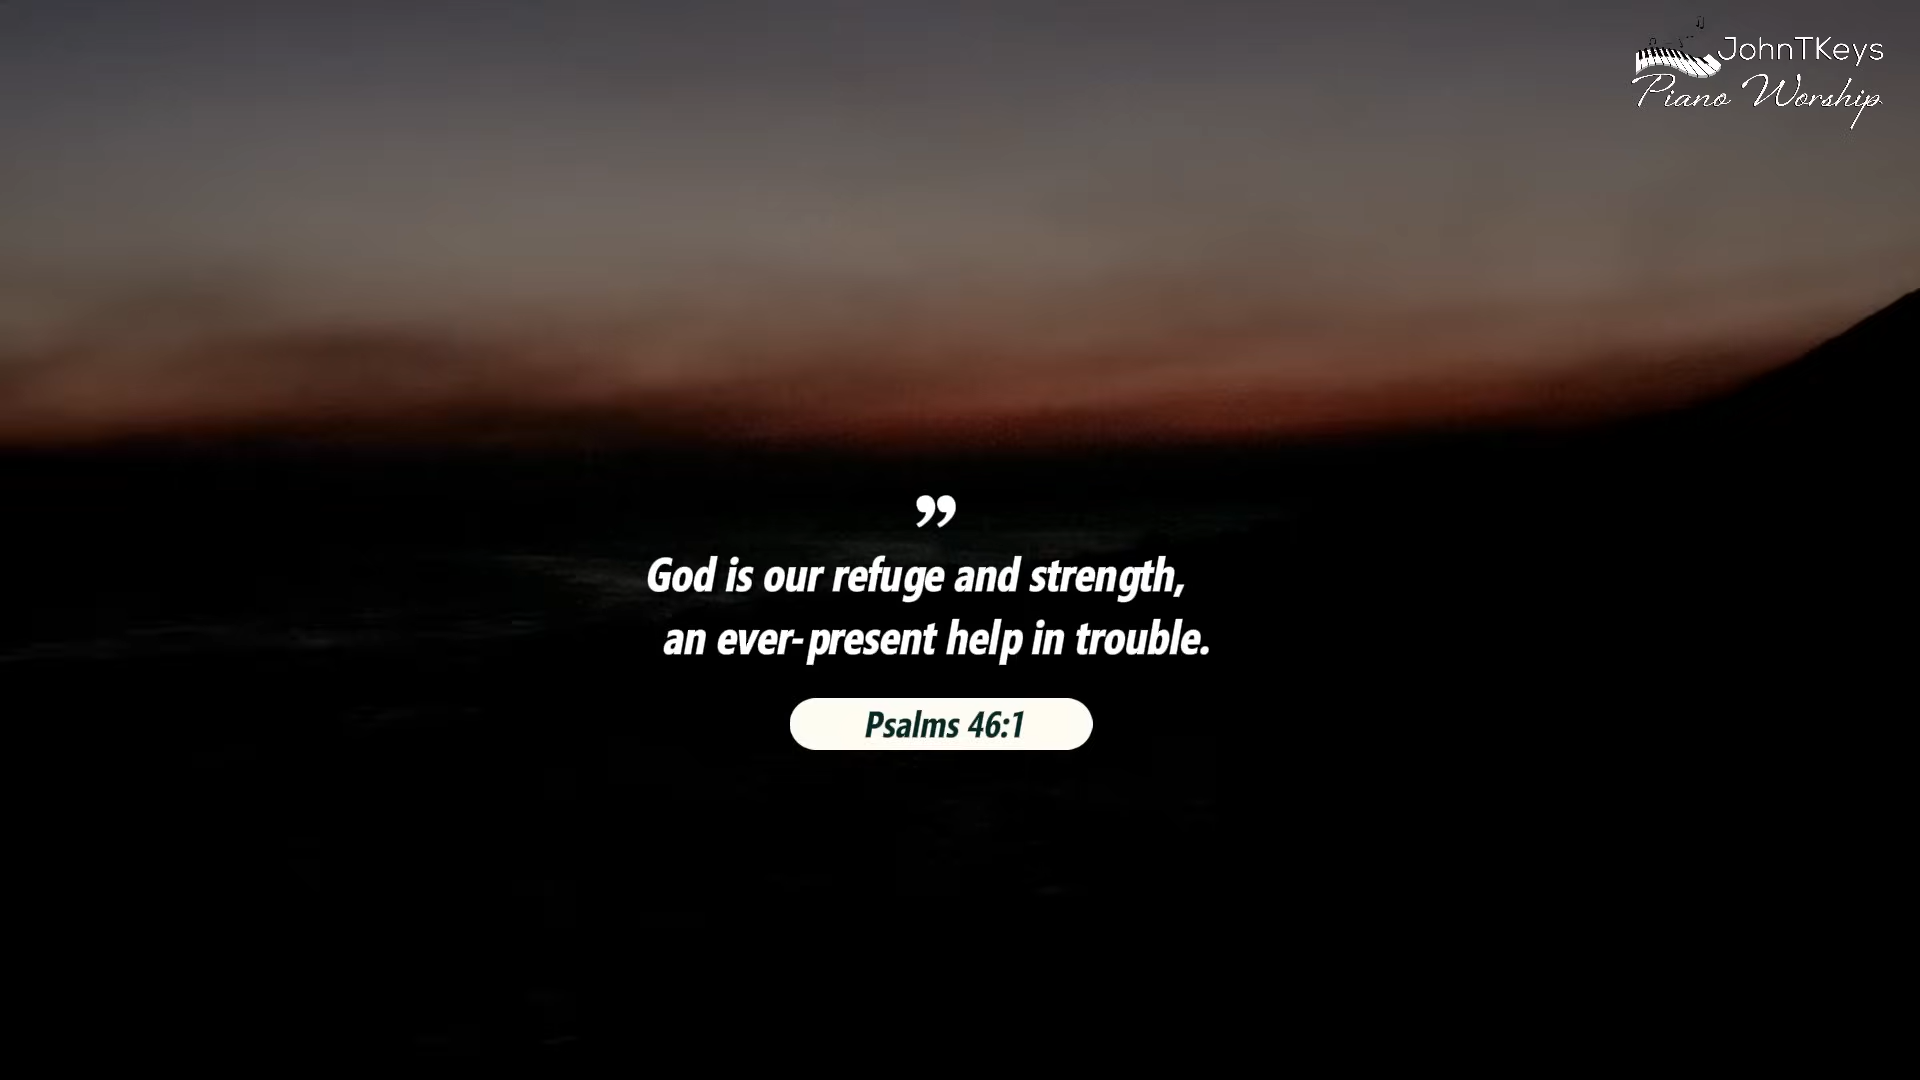 JohnTKeys
Piano Worship
”
God is our refuge and strength,
an ever-present help in trouble.
Psalms 46:1